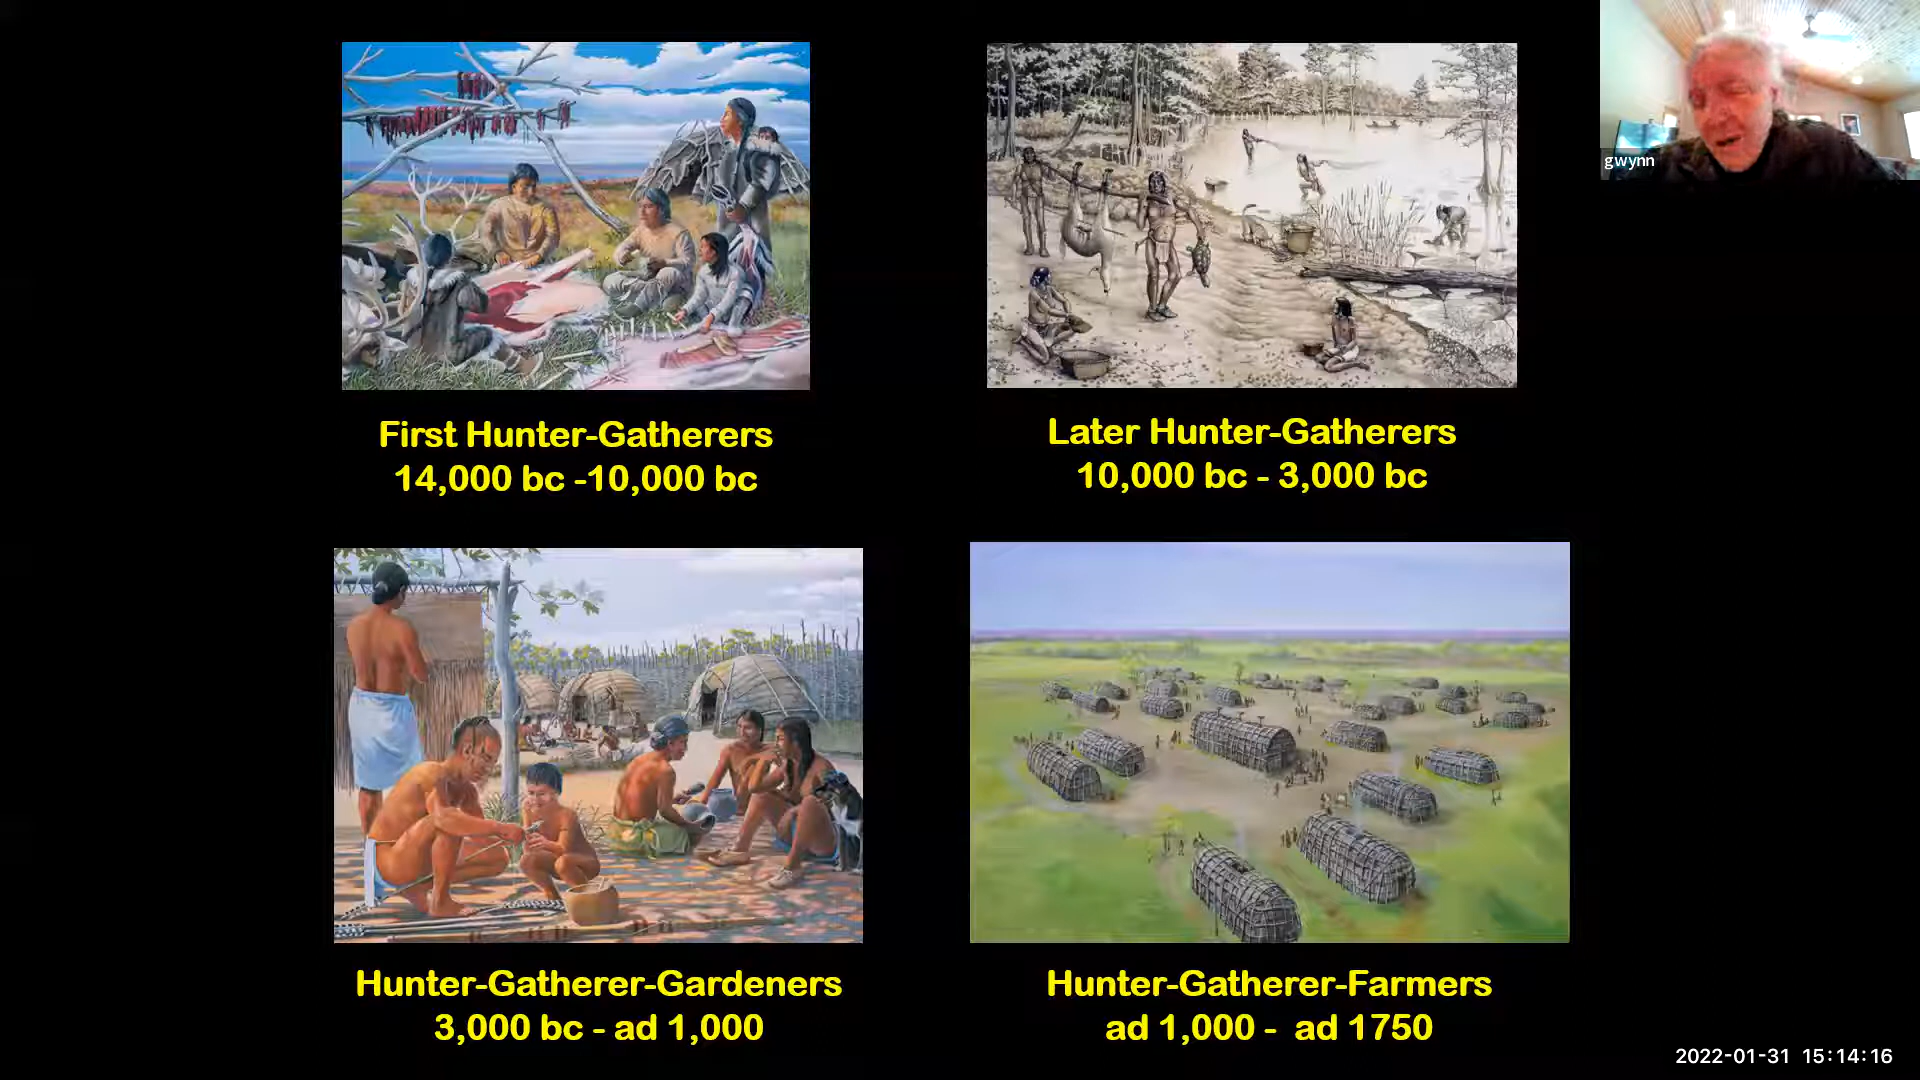 gwynn
First Hunter-Gatherers
14,000 bc -10,000 bc
Later Hunter-Gatherers
10,000 bc - 3,000 bc
Hunter-Gatherer-Gardeners
3,000 bc - ad 1,000
Hunter-Gatherer-Farmers
ad 1,000 - ad 1750
2022-01-31 15:14:16